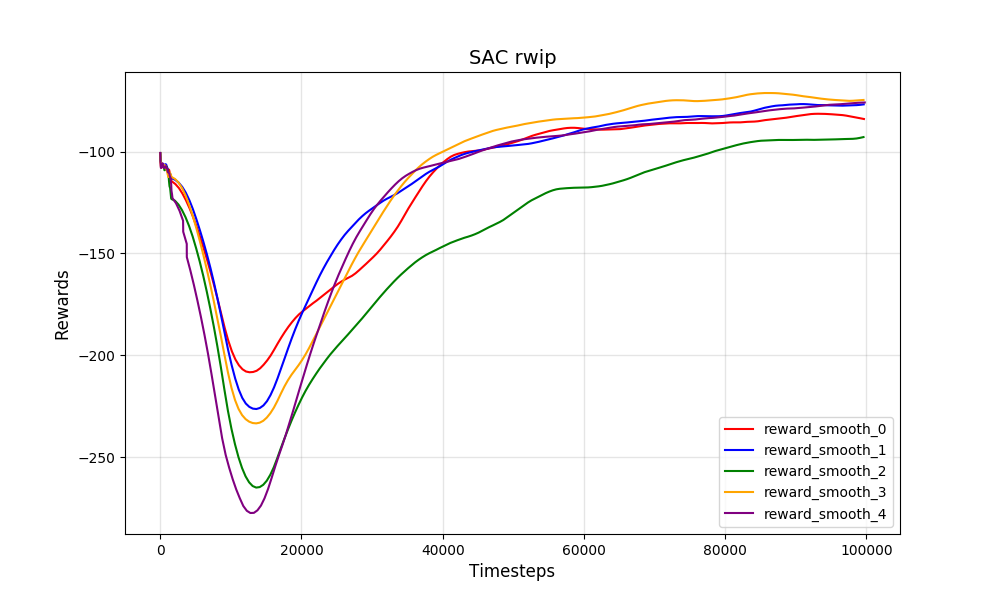 SAC rwip
Rewards
−100
−150
−200
−250
0
20000
40000
60000
80000
100000
Timesteps
reward_smooth_0
reward_smooth_1
reward_smooth_2
reward_smooth_3
reward_smooth_4